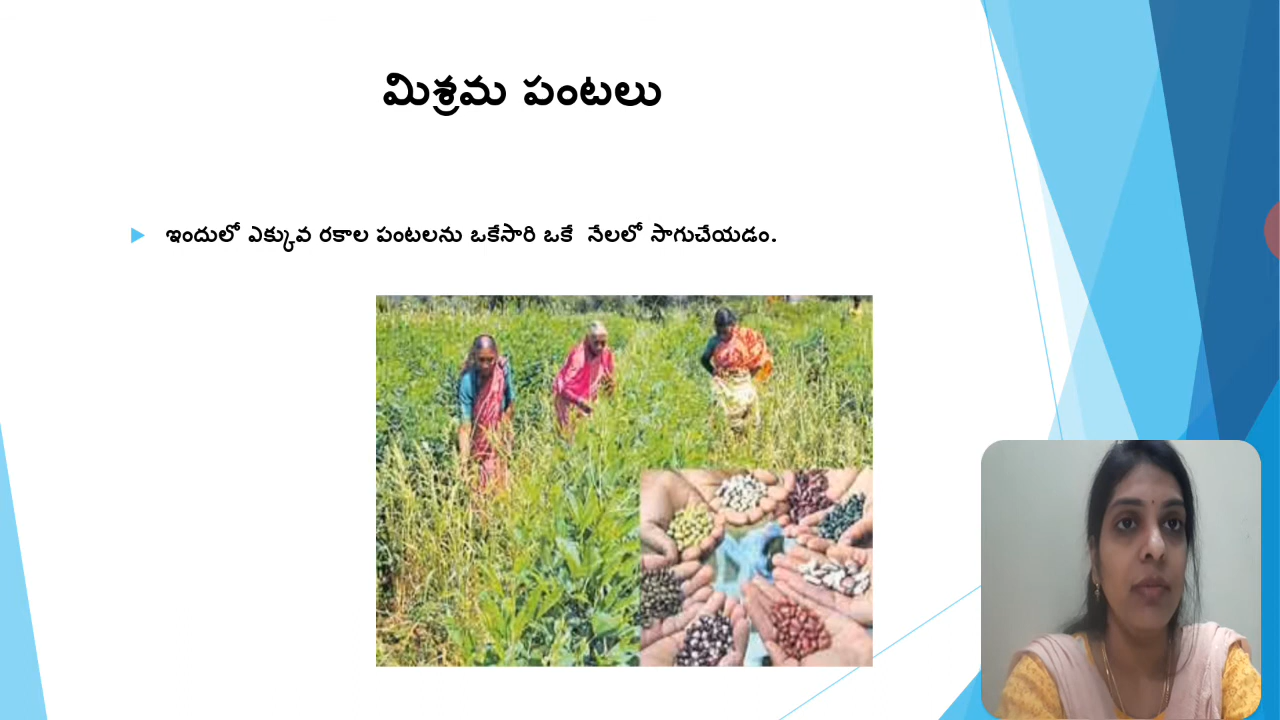 మిశ్రమ పంటలు
ఇందులో ఎక్కువ రకాల పంటలను ఒకేసారి ఒకే నేలలో సాగుచేయడం.